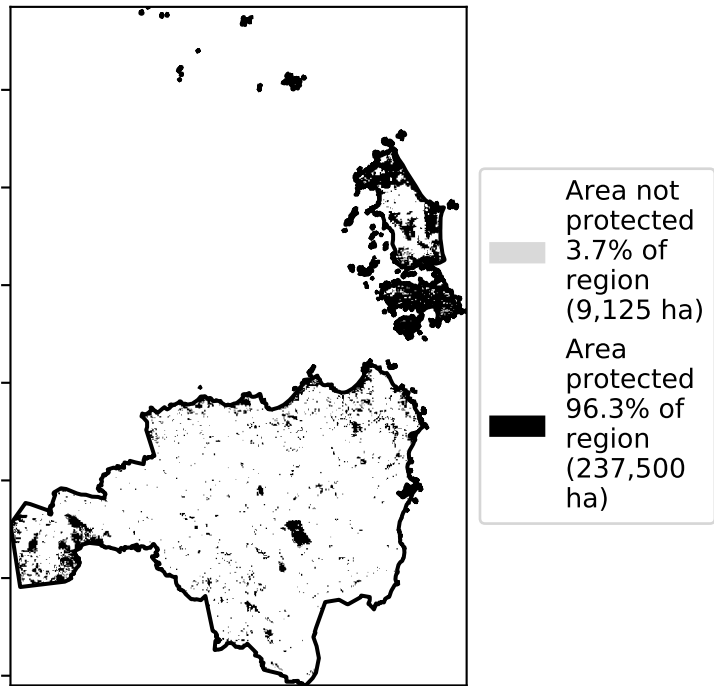 Area not
protected
3.7% of
region
(9,125 ha)
Area
protected
96.3% of
region
(237,500
ha)